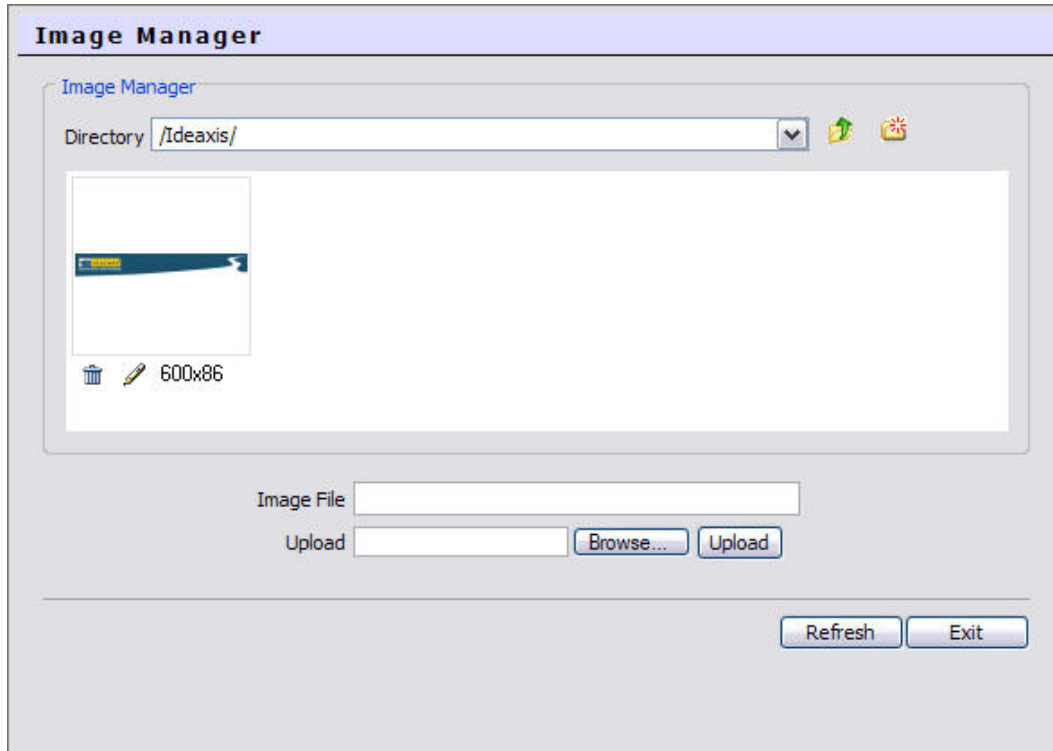 Image Manager
Image Manager
Directory /Ideaxis/
600x86
Image File
Upload Browse... Upload
Refresh Exit